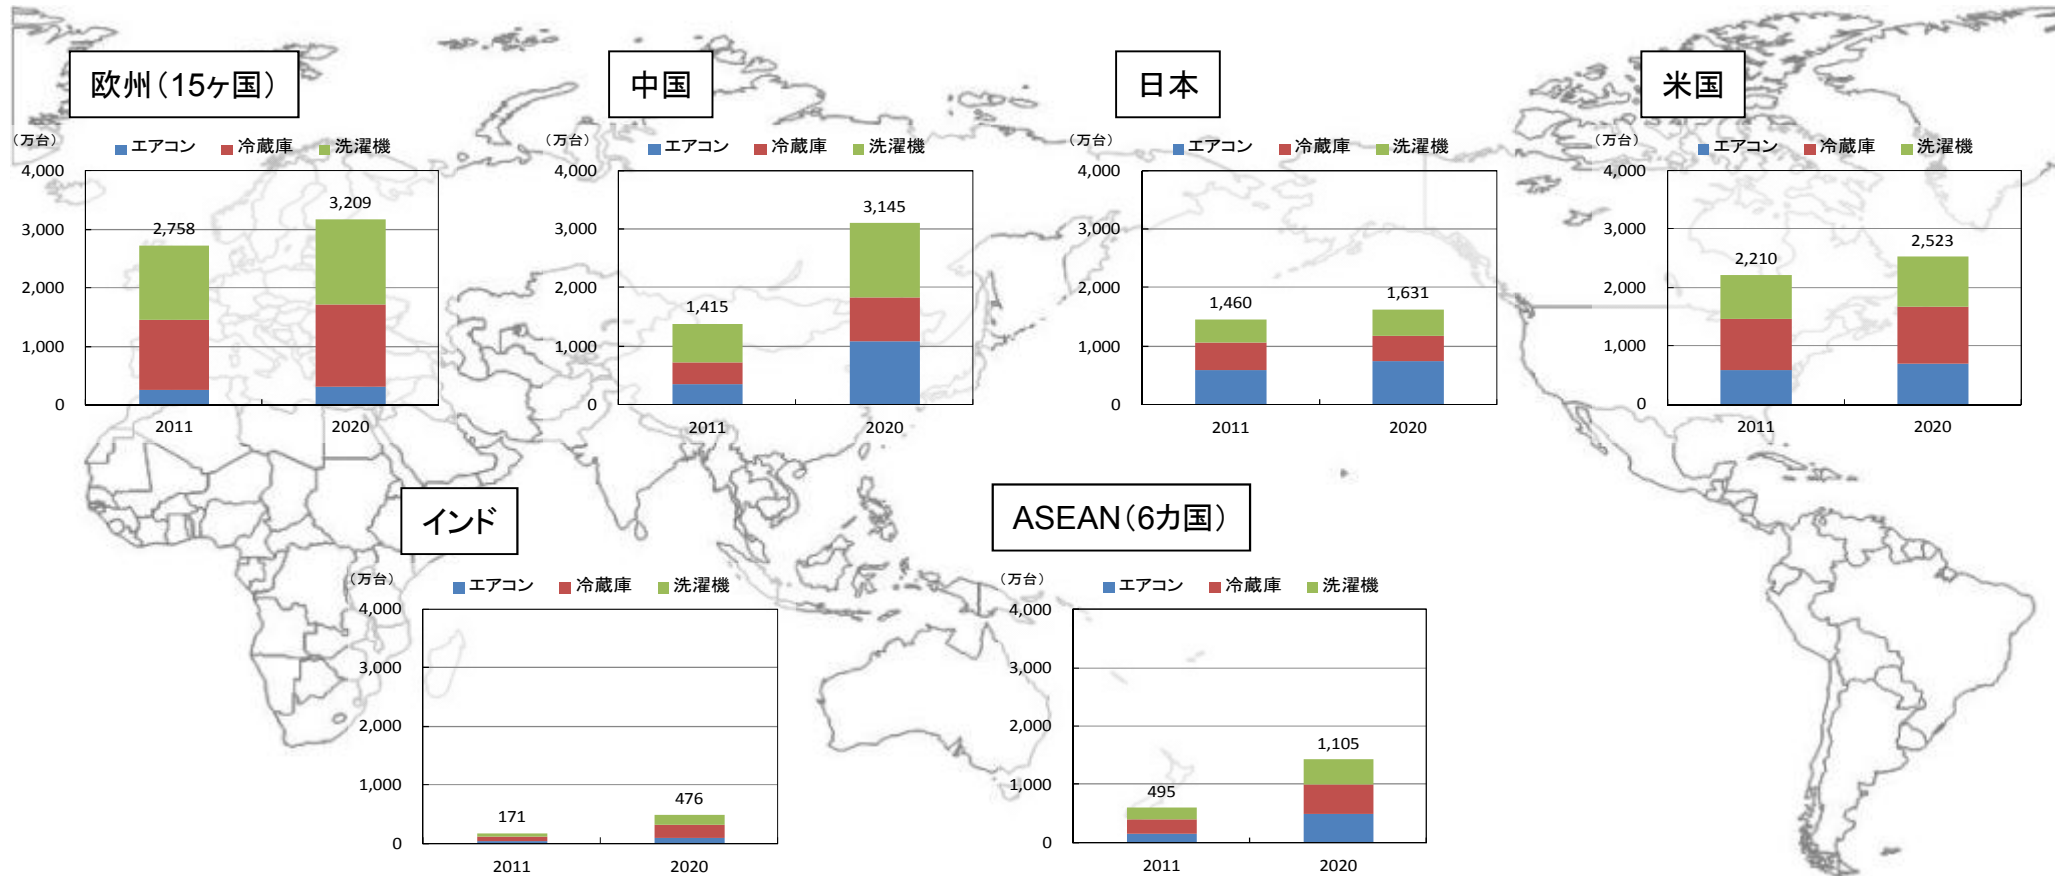 欧州（15ヶ国）
（万台）
エアコン 冷蔵庫 洗濯機
4,000
3,000
2,000
1,000
0
2,758
3,209
2011 2020
中国
（万台）
エアコン 冷蔵庫 洗濯機
4,000
3,000
2,000
1,000
0
1,415
3,145
2011 2020
日本
（万台）
エアコン 冷蔵庫 洗濯機
4,000
3,000
2,000
1,000
0
1,460
1,631
2011 2020
米国
（万台）
エアコン 冷蔵庫 洗濯機
4,000
3,000
2,000
1,000
0
2,210
2,523
2011 2020
インド
（万台）
エアコン 冷蔵庫 洗濯機
4,000
3,000
2,000
1,000
0
171
476
2011 2020
ASEAN（6カ国）
（万台）
エアコン 冷蔵庫 洗濯機
4,000
3,000
2,000
1,000
0
495
1,105
2011 2020